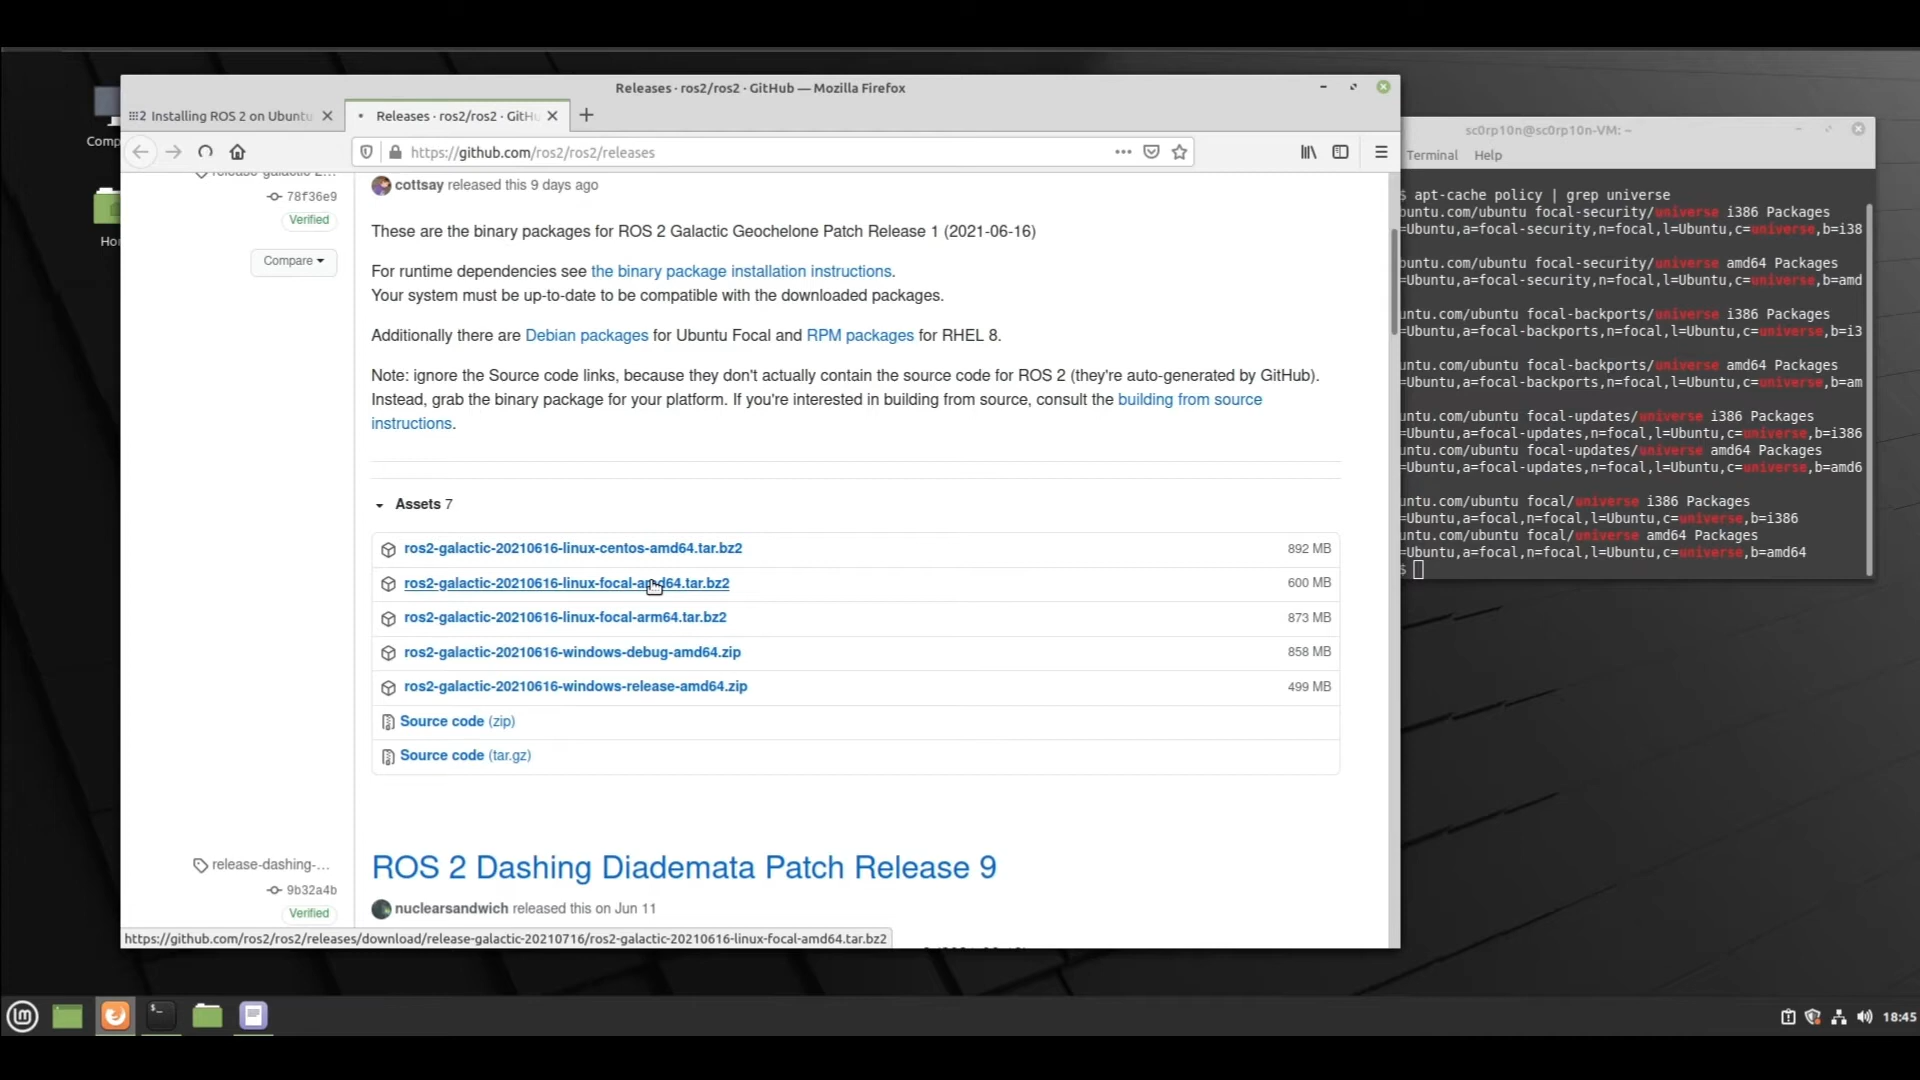 Releases · ros2/ros2 · GitHub — Mozilla Firefox
Installing ROS 2 on Ubuntu
Releases · ros2/ros2 · GitH
https://github.com/ros2/ros2/releases
78f36e9
Verified
Compare
cottsay released this 9 days ago
These are the binary packages for ROS 2 Galactic Geochelone Patch Release 1 (2021-06-16)
For runtime dependencies see the binary package installation instructions.
Your system must be up-to-date to be compatible with the downloaded packages.
Additionally there are Debian packages for Ubuntu Focal and RPM packages for RHEL 8.
Note: ignore the Source code links, because they don't actually contain the source code for ROS 2 (they're auto-generated by GitHub).
Instead, grab the binary package for your platform. If you're interested in building from source, consult the building from source
instructions.
Assets 7
ros2-galactic-20210616-linux-centos-amd64.tar.bz2 892 MB
ros2-galactic-20210616-linux-focal-amd64.tar.bz2 600 MB
ros2-galactic-20210616-linux-focal-arm64.tar.bz2 873 MB
ros2-galactic-20210616-windows-debug-amd64.zip 858 MB
ros2-galactic-20210616-windows-release-amd64.zip 499 MB
Source code (zip)
Source code (tar.gz)
release-dashing-...
9b32a4b
Verified
ROS 2 Dashing Diademata Patch Release 9
nuclearsandwich released this on Jun 11
https://github.com/ros2/ros2/releases/download/release-galactic-20210716/ros2-galactic-20210616-linux-focal-amd64.tar.bz2
sc0rp10n@sc0rp10n-VM: ~
Terminal Help
$ apt-cache policy | grep universe
ountu.com/ubuntu focal-security/universe i386 Packages
=Ubuntu,a=focal-security,n=focal,l=Ubuntu,c=universe,b=i38
ountu.com/ubuntu focal-security/universe amd64 Packages
=Ubuntu,a=focal-security,n=focal,l=Ubuntu,c=universe,b=amd
untu.com/ubuntu focal-backports/universe i386 Packages
=Ubuntu,a=focal-backports,n=focal,l=Ubuntu,c=universe,b=i3
untu.com/ubuntu focal-backports/universe amd64 Packages
=Ubuntu,a=focal-backports,n=focal,l=Ubuntu,c=universe,b=am
untu.com/ubuntu focal-updates/universe i386 Packages
=Ubuntu,a=focal-updates,n=focal,l=Ubuntu,c=universe,b=i386
untu.com/ubuntu focal-updates/universe amd64 Packages
=Ubuntu,a=focal-updates,n=focal,l=Ubuntu,c=universe,b=amd6
untu.com/ubuntu focal/universe i386 Packages
=Ubuntu,a=focal,n=focal,l=Ubuntu,c=universe,b=i386
untu.com/ubuntu focal/universe amd64 Packages
=Ubuntu,a=focal,n=focal,l=Ubuntu,c=universe,b=amd64
$
Comp
Ho
18:45